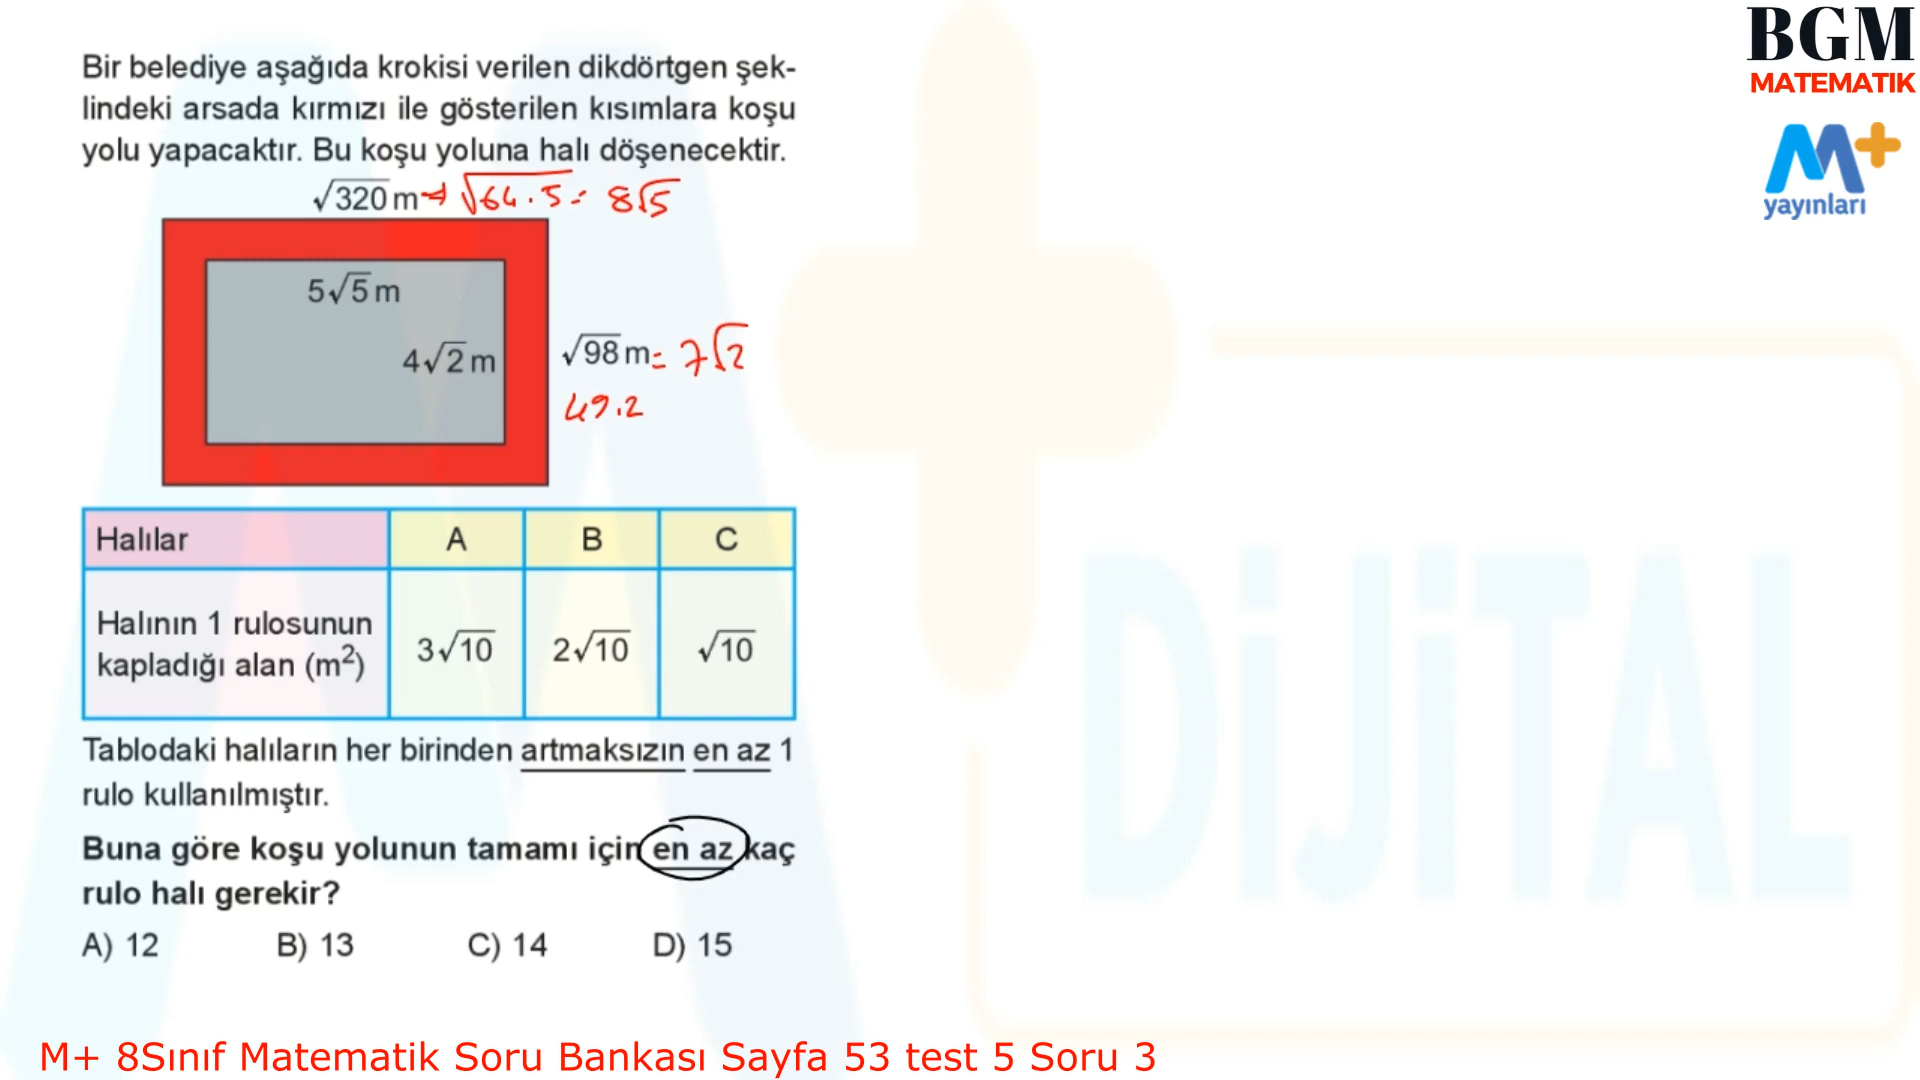 BGM
MATEMATIK
M+
yayınları
Bir belediye aşağıda krokisi verilen dikdörtgen şek-
lindeki arsada kırmızı ile gösterilen kısımlara koşu
yolu yapacaktır. Bu koşu yoluna halı döşenecektir.
√320 m → √64.5 = 8√5
5√5 m
4√2 m
√98 m = 7√2
49.2
Halılar A B C
Halının 1 rulosunun
kapladığı alan (m²) 3√10 2√10 √10
Tablodaki halıların her birinden artmaksızın en az 1
rulo kullanılmıştır.
Buna göre koşu yolunun tamamı için en az kaç
rulo halı gerekir?
A) 12 B) 13 C) 14 D) 15
DİJİTAL
M+ 8Sınıf Matematik Soru Bankası Sayfa 53 test 5 Soru 3